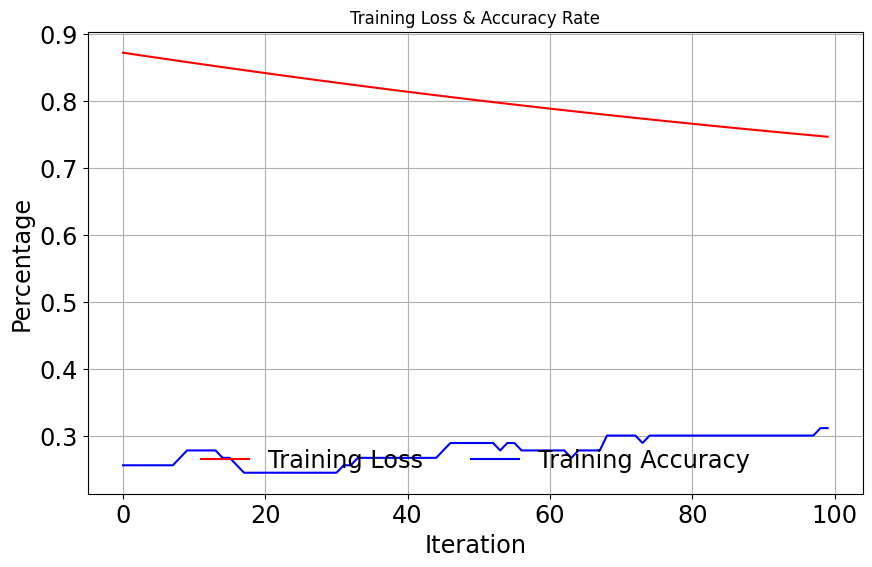 Training Loss & Accuracy Rate
0.9
0.8
0.7
0.6
0.5
0.4
0.3
Percentage
Training Loss Training Accuracy
0 20 40 60 80 100
Iteration